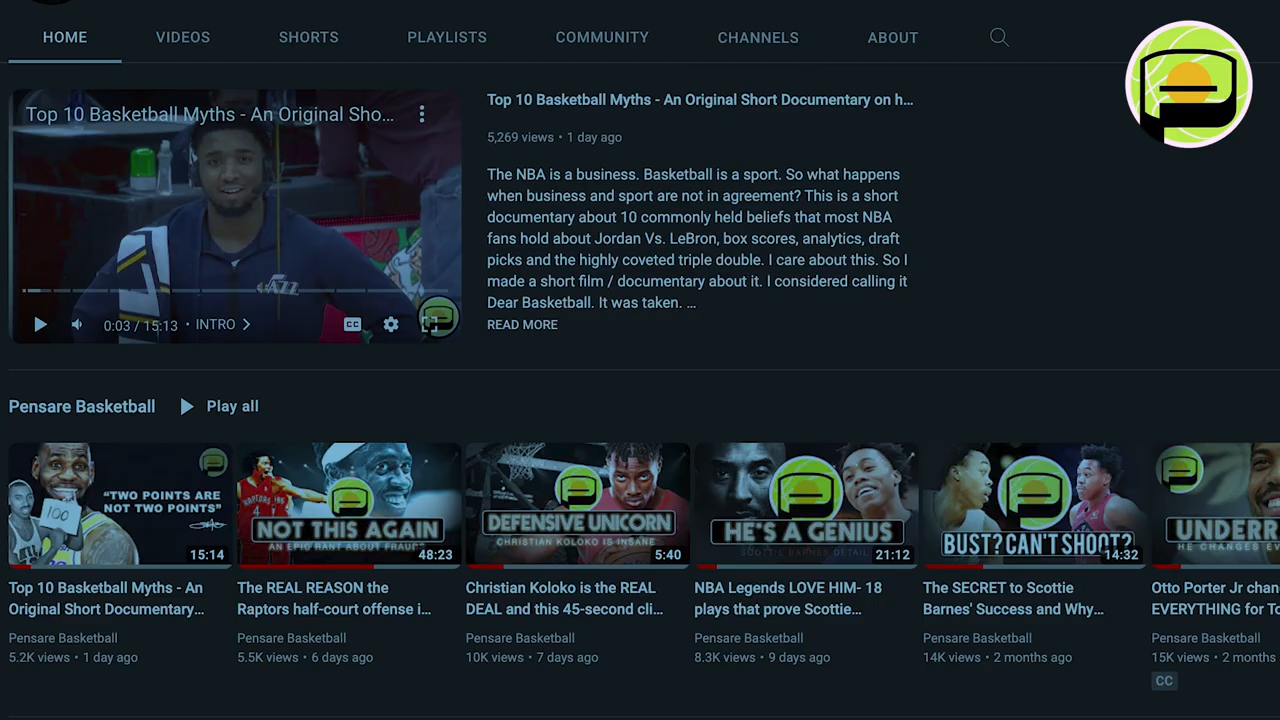 HOME VIDEOS SHORTS PLAYLISTS COMMUNITY CHANNELS ABOUT
Top 10 Basketball Myths - An Original Sho...
JAZZ
0:03 / 15:13 • INTRO
CC
Top 10 Basketball Myths - An Original Short Documentary on h...
5,269 views • 1 day ago
The NBA is a business. Basketball is a sport. So what happens
when business and sport are not in agreement? This is a short
documentary about 10 commonly held beliefs that most NBA
fans hold about Jordan Vs. LeBron, box scores, analytics, draft
picks and the highly coveted triple double. I care about this. So I
made a short film / documentary about it. I considered calling it
Dear Basketball. It was taken. ...
READ MORE
Pensare Basketball Play all
100
"TWO POINTS ARE
NOT TWO POINTS"
15:14
Top 10 Basketball Myths - An
Original Short Documentary...
Pensare Basketball
5.2K views • 1 day ago
RAPTORS
4
NOT THIS AGAIN
AN EPIC RANT ABOUT FRAUD
48:23
The REAL REASON the
Raptors half-court offense i...
Pensare Basketball
5.5K views • 6 days ago
DEFENSIVE UNICORN
CHRISTIAN KOLOKO IS INSANE
5:40
Christian Koloko is the REAL
DEAL and this 45-second cli...
Pensare Basketball
10K views • 7 days ago
HE'S A GENIUS
SCOTTIE BARNES DETAIL
21:12
NBA Legends LOVE HIM- 18
plays that prove Scottie...
Pensare Basketball
8.3K views • 9 days ago
BUST? CAN'T SHOOT?
14:32
The SECRET to Scottie
Barnes' Success and Why...
Pensare Basketball
14K views • 2 months ago
UNDERR
HE CHANGES EV
Otto Porter Jr chan
EVERYTHING for To
Pensare Basketball
15K views • 2 months
CC